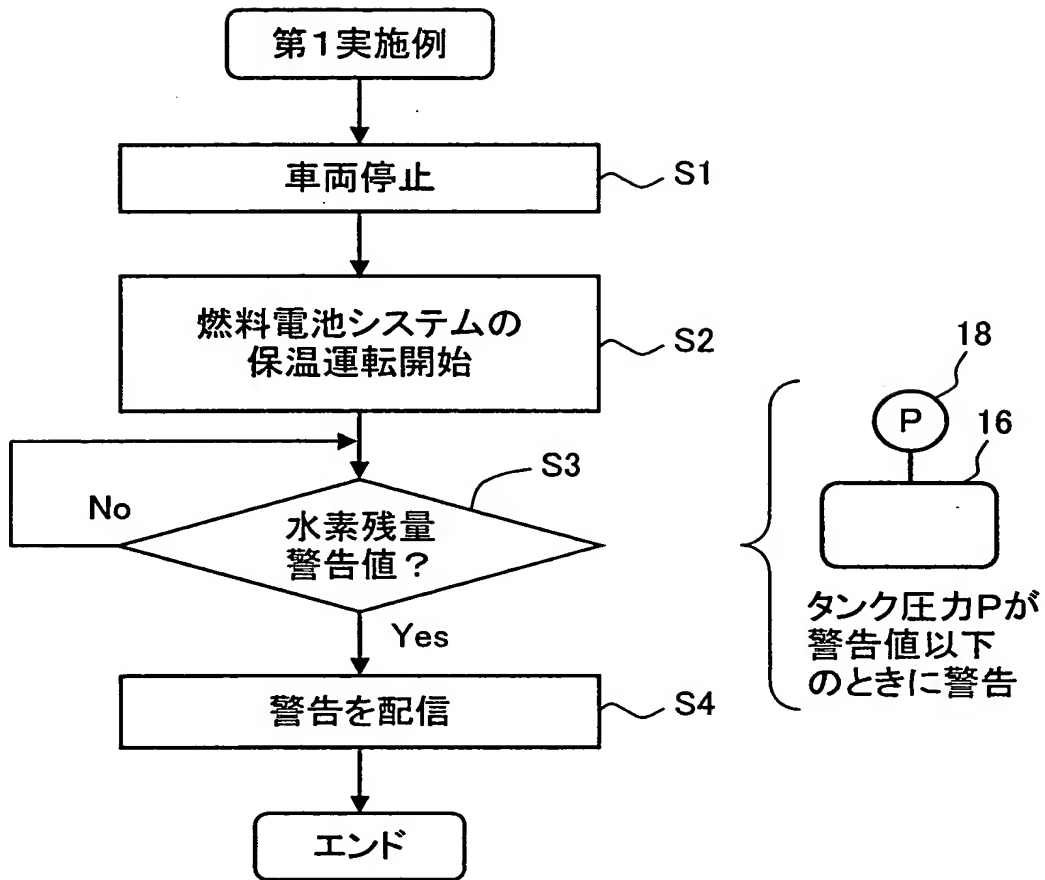 第1実施例
車両停止
S1
燃料電池システムの
保温運転開始
S2
S3
No
水素残量
警告値？
Yes
警告を配信
S4
エンド
18
P
16
タンク圧力Pが
警告値以下
のときに警告